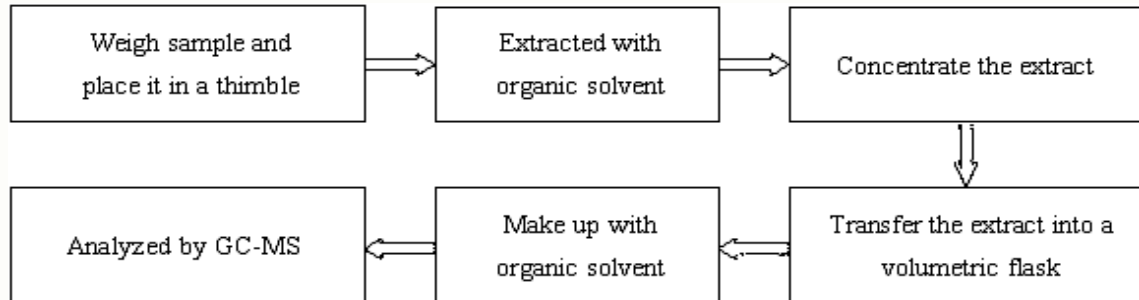 Weigh sample and
place it in a thimble
Extracted with
organic solvent
Concentrate the extract
Transfer the extract into a
volumetric flask
Make up with
organic solvent
Analyzed by GC-MS